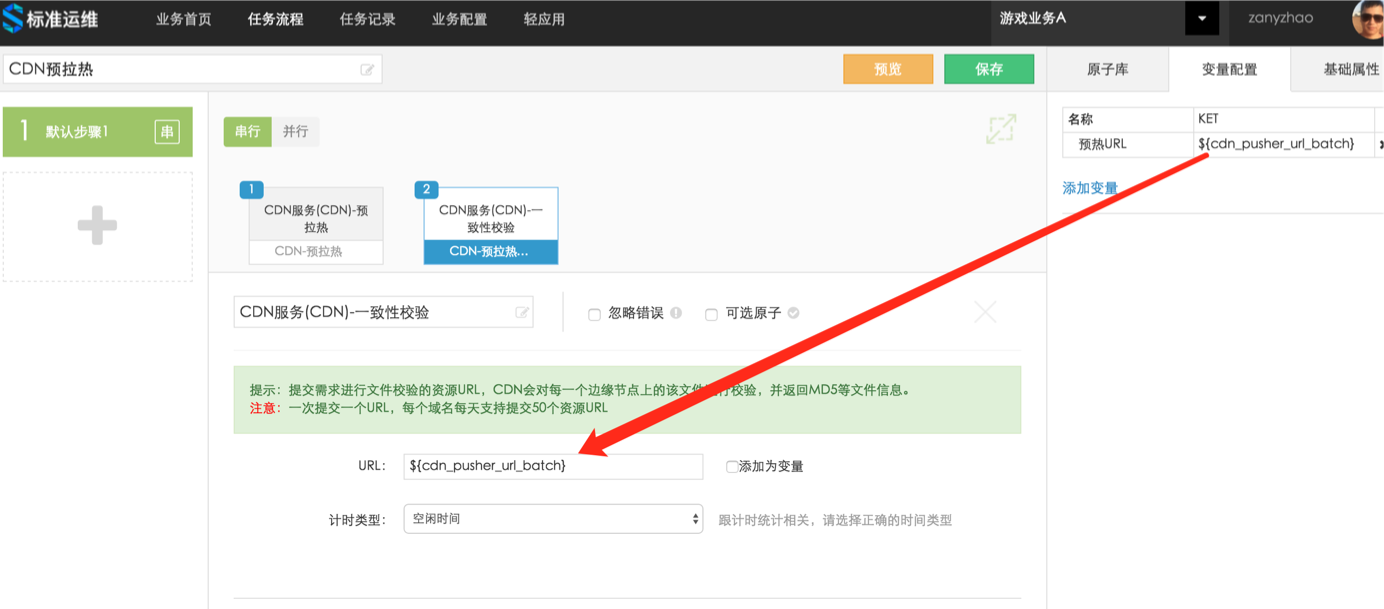 标准运维
业务首页
任务流程
任务记录
业务配置
轻应用
游戏业务A
zanyzhao
CDN预拉热
预览
保存
原子库
变量配置
基础属性
1 默认步骤1 串
串行
并行
名称
KET
预热URL
${cdn_pusher_url_batch}
添加变量
1
CDN服务(CDN)-预
拉热
CDN-预拉热
2
CDN服务(CDN)-一
致性校验
CDN-预拉热...
CDN服务(CDN)-一致性校验
忽略错误
可选原子
提示：提交需求进行文件校验的资源URL，CDN会对每一个边缘节点上的该文件进行校验，并返回MD5等文件信息。
注意：一次提交一个URL，每个域名每天支持提交50个资源URL
URL:
${cdn_pusher_url_batch}
添加为变量
计时类型:
空闲时间
跟计时统计相关，请选择正确的时间类型